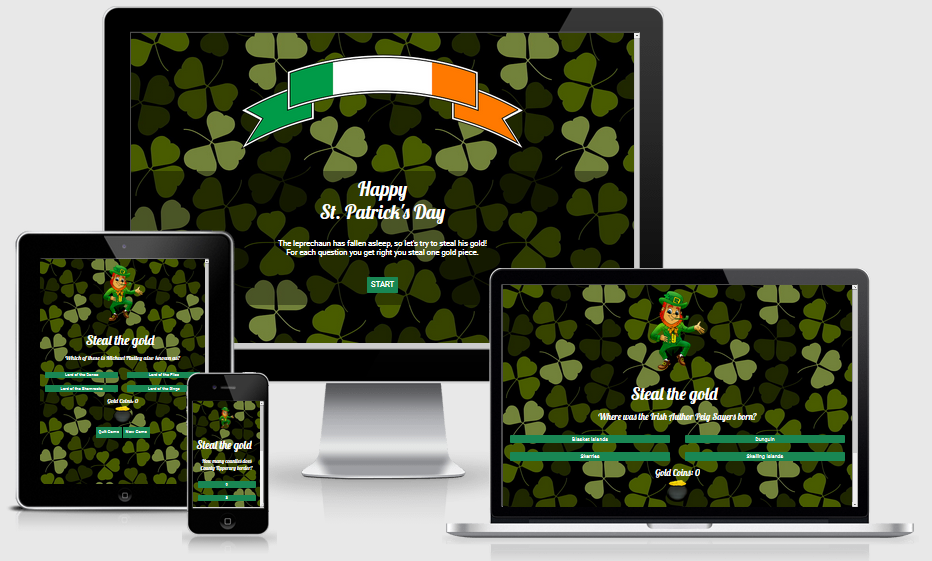 Happy
St. Patrick's Day
The leprechaun has fallen asleep, so let's try to steal his gold!
For each question you get right you steal one gold piece.
START
Steal the gold
Which of these is Michael Flatley also known as?
Lord of the Dance
Lord of the Flies
Lord of the Steammate
Lord of the Rings
Gold Coins: 0
Quit Game
New Game
Steal the gold
How many counties does
County Tipperary border?
8
Steal the gold
Where was the Irish Author Peig Sayers born?
Blasket Islands
Dunquin
Skerries
Skellig Islands
Gold Coins: 0